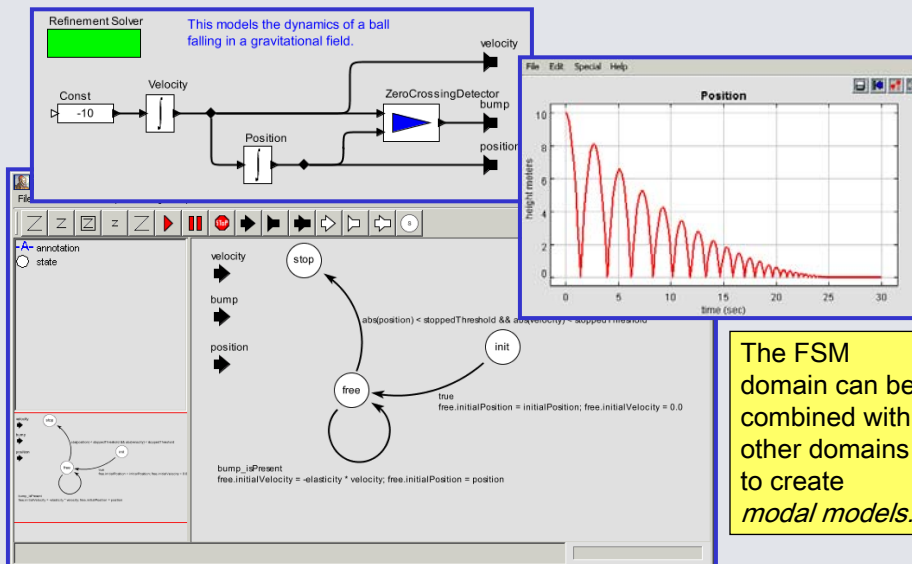 Refinement Solver
This models the dynamics of a ball
falling in a gravitational field.
velocity
Const
-10
Velocity
ZeroCrossingDetector
bump
Position
position
File Edit Special Help
Position
height meters
10
8
6
4
2
0
0 5 10 15 20 25 30
time (sec)
-A- annotation
state
velocity
bump
position
stop
abs(position) < stoppedThreshold && abs(velocity) < stoppedThreshold
init
free
true
free.initialPosition = initialPosition; free.initialVelocity = 0.0
bump_isPresent
free.initialVelocity = -elasticity * velocity; free.initialPosition = position
The FSM
domain can be
combined with
other domains
to create
modal models.